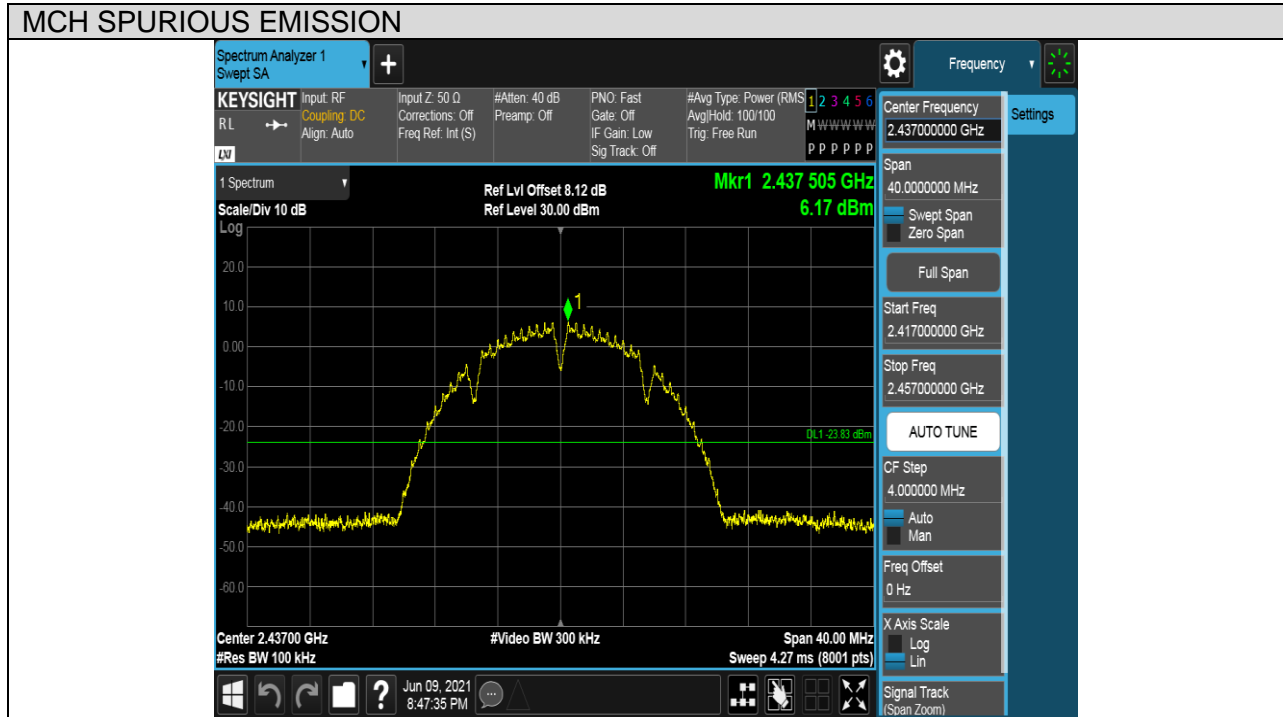 MCH SPURIOUS EMISSION
Spectrum Analyzer 1
Swept SA
+
Frequency
KEYSIGHT
RL
LXI
Input: RF
Coupling: DC
Align: Auto
Input Z: 50 Ω
Corrections: Off
Freq Ref: Int (S)
#Atten: 40 dB
Preamp: Off
PNO: Fast
Gate: Off
IF Gain: Low
Sig Track: Off
#Avg Type: Power (RMS
Avg|Hold: 100/100
Trig: Free Run
1 2 3 4 5 6
M W W W W W
P P P P P P
1 Spectrum
Scale/Div 10 dB
Ref Lvl Offset 8.12 dB
Ref Level 30.00 dBm
Mkr1 2.437 505 GHz
6.17 dBm
Log
20.0
10.0
1
0.00
-10.0
-20.0
DL1 -23.83 dBm
-30.0
-40.0
-50.0
-60.0
Center 2.43700 GHz
#Res BW 100 kHz
#Video BW 300 kHz
Span 40.00 MHz
Sweep 4.27 ms (8001 pts)
Center Frequency
2.437000000 GHz
Settings
Span
40.0000000 MHz
Swept Span
Zero Span
Full Span
Start Freq
2.417000000 GHz
Stop Freq
2.457000000 GHz
AUTO TUNE
CF Step
4.000000 MHz
Auto
Man
Freq Offset
0 Hz
X Axis Scale
Log
Lin
Signal Track
(Span Zoom)
?
Jun 09, 2021
8:47:35 PM